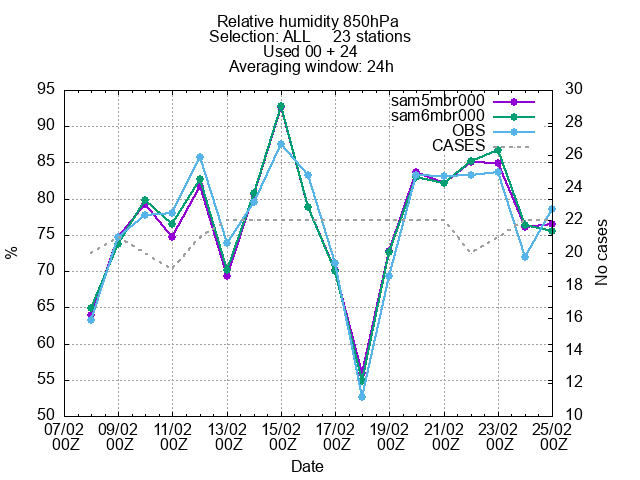 Relative humidity 850hPa
Selection: ALL 23 stations
Used 00 + 24
Averaging window: 24h
sam5mbr000
sam6mbr000
OBS
CASES
95
90
85
80
75
70
65
60
55
50
%
30
28
26
24
22
20
18
16
14
12
10
No cases
07/02 09/02 11/02 13/02 15/02 17/02 19/02 21/02 23/02 25/02
00Z 00Z 00Z 00Z 00Z 00Z 00Z 00Z 00Z 00Z
Date